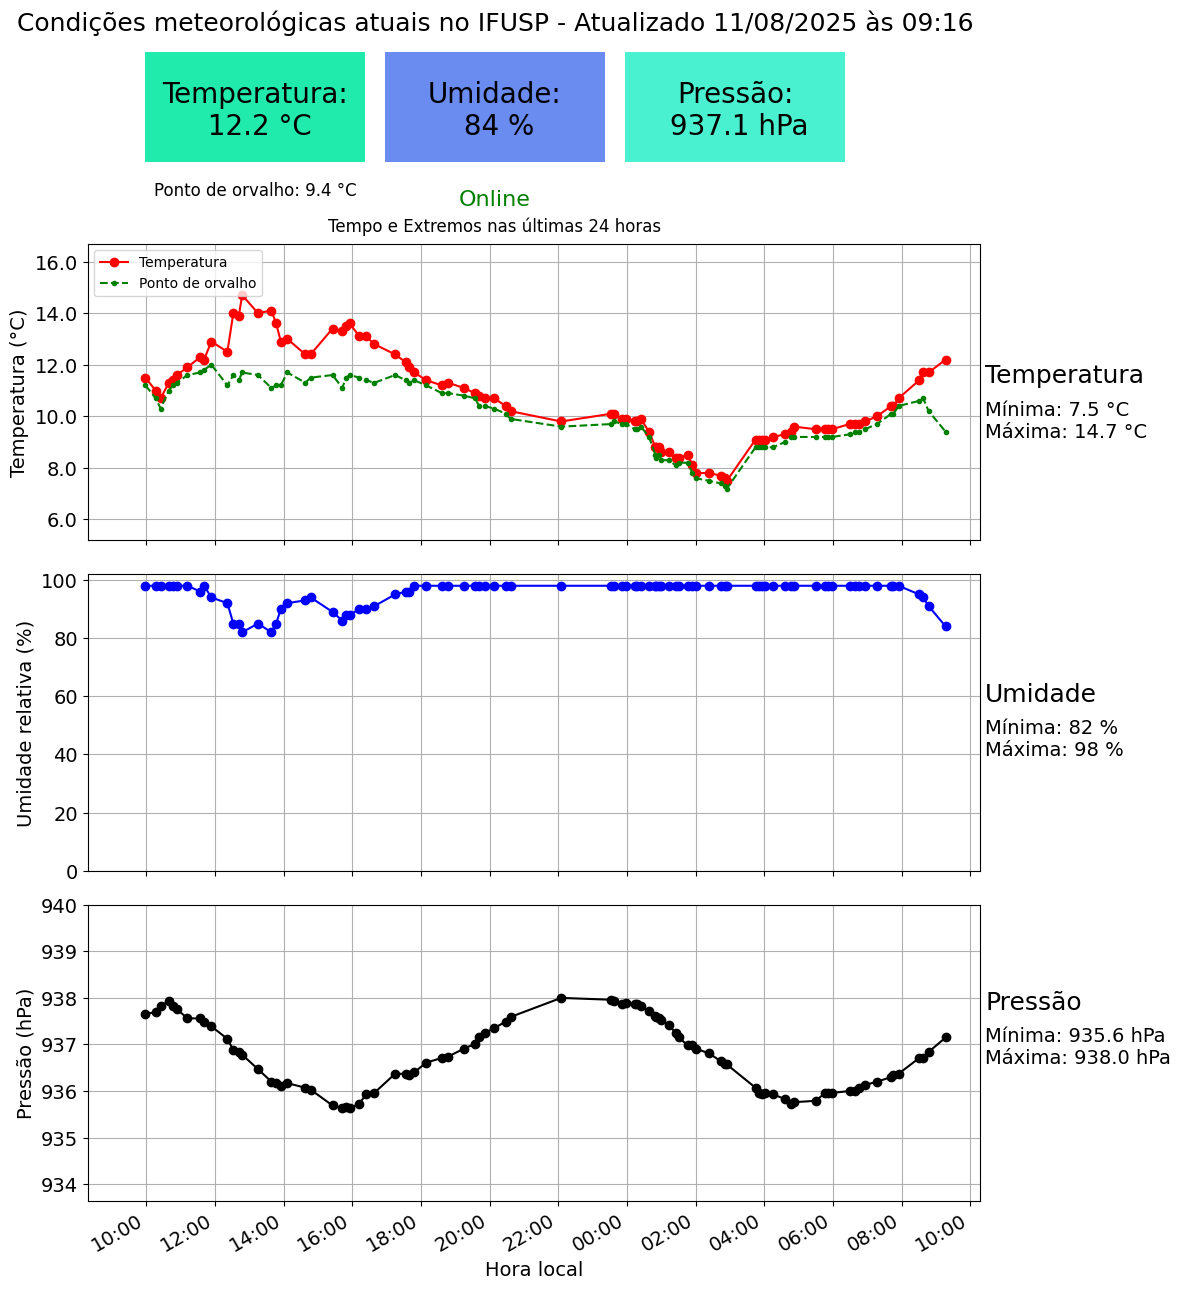 Condições meteorológicas atuais no IFUSP - Atualizado 11/08/2025 às 09:16
Temperatura:
12.2 °C
Umidade:
84 %
Pressão:
937.1 hPa
Ponto de orvalho: 9.4 °C
Online
Tempo e Extremos nas últimas 24 horas
Temperatura
Ponto de orvalho
Temperatura (°C)
16.0
14.0
12.0
10.0
8.0
6.0
Temperatura
Mínima: 7.5 °C
Máxima: 14.7 °C
Umidade relativa (%)
100
80
60
40
20
0
Umidade
Mínima: 82 %
Máxima: 98 %
Pressão (hPa)
940
939
938
937
936
935
934
Pressão
Mínima: 935.6 hPa
Máxima: 938.0 hPa
10:00 12:00 14:00 16:00 18:00 20:00 22:00 00:00 02:00 04:00 06:00 08:00 10:00
Hora local